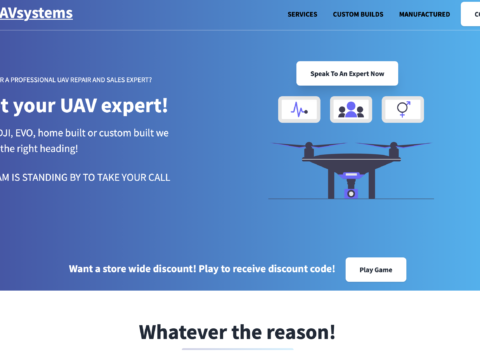 AVsystems
SERVICES
CUSTOM BUILDS
MANUFACTURED
R A PROFESSIONAL UAV REPAIR AND SALES EXPERT?
Speak To An Expert Now
t your UAV expert!
DJI, EVO, home built or custom built we
the right heading!
AM IS STANDING BY TO TAKE YOUR CALL
Want a store wide discount! Play to receive discount code!
Play Game
Whatever the reason!